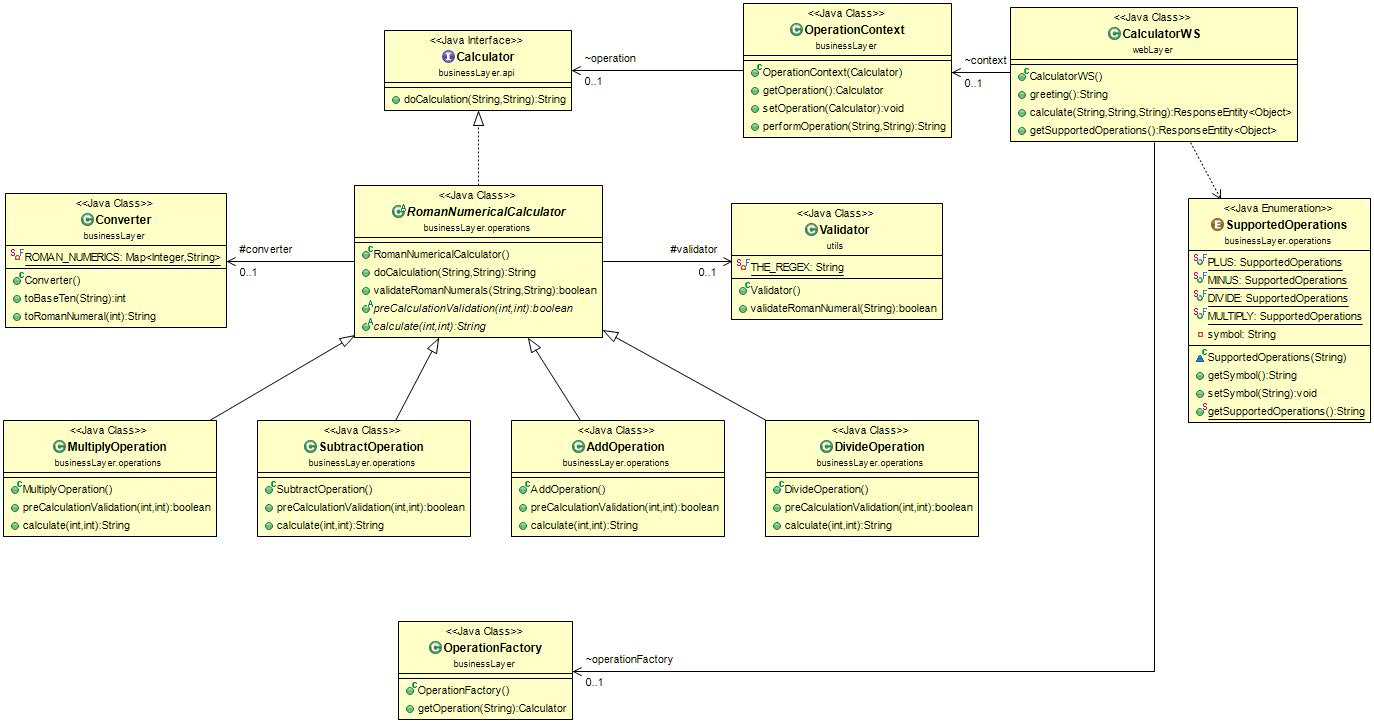 <<Java Interface>>
Calculator
businessLayer.api
doCalculation(String,String):String
~operation
0..1
<<Java Class>>
OperationContext
businessLayer
OperationContext(Calculator)
getOperation():Calculator
setOperation(Calculator):void
performOperation(String,String):String
~context
0..1
<<Java Class>>
CalculatorWS
webLayer
CalculatorWS()
greeting():String
calculate(String,String,String):ResponseEntity<Object>
getSupportedOperations():ResponseEntity<Object>
<<Java Class>>
Converter
businessLayer
ROMAN_NUMERICS: Map<Integer,String>
Converter()
toBaseTen(String):int
toRomanNumeral(int):String
#converter
0..1
<<Java Class>>
RomanNumericalCalculator
businessLayer.operations
RomanNumericalCalculator()
doCalculation(String,String):String
validateRomanNumerals(String,String):boolean
preCalculationValidation(int,int):boolean
calculate(int,int):String
#validator
0..1
<<Java Class>>
Validator
utils
THE_REGEX: String
Validator()
validateRomanNumeral(String):boolean
<<Java Enumeration>>
SupportedOperations
businessLayer.operations
PLUS: SupportedOperations
MINUS: SupportedOperations
DIVIDE: SupportedOperations
MULTIPLY: SupportedOperations
symbol: String
SupportedOperations(String)
getSymbol():String
setSymbol(String):void
getSupportedOperations():String
<<Java Class>>
MultiplyOperation
businessLayer.operations
MultiplyOperation()
preCalculationValidation(int,int):boolean
calculate(int,int):String
<<Java Class>>
SubtractOperation
businessLayer.operations
SubtractOperation()
preCalculationValidation(int,int):boolean
calculate(int,int):String
<<Java Class>>
AddOperation
businessLayer.operations
AddOperation()
preCalculationValidation(int,int):boolean
calculate(int,int):String
<<Java Class>>
DivideOperation
businessLayer.operations
DivideOperation()
preCalculationValidation(int,int):boolean
calculate(int,int):String
<<Java Class>>
OperationFactory
businessLayer
OperationFactory()
getOperation(String):Calculator
~operationFactory
0..1